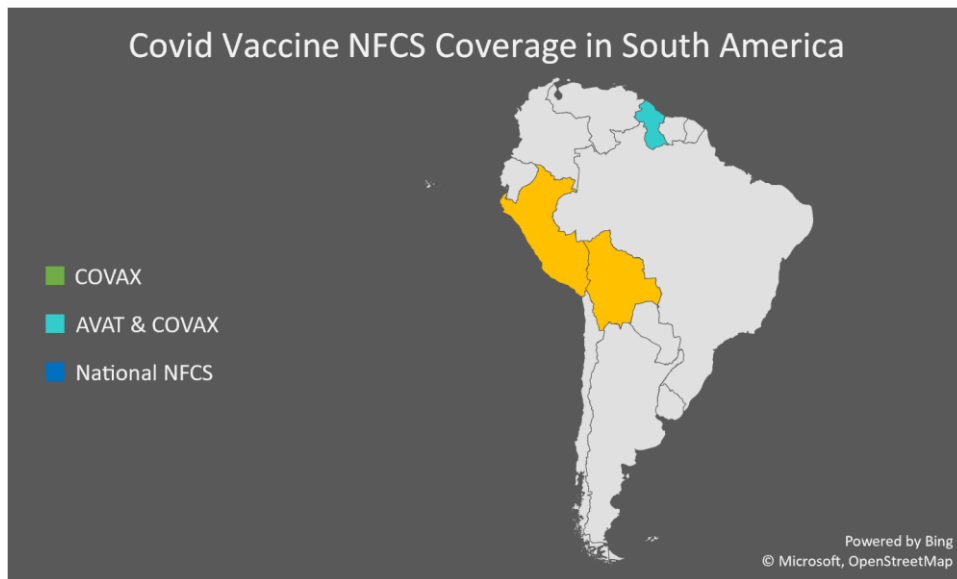 Covid Vaccine NFCS Coverage in South America
COVAX
AVAT & COVAX
National NFCS
Powered by Bing
© Microsoft, OpenStreetMap